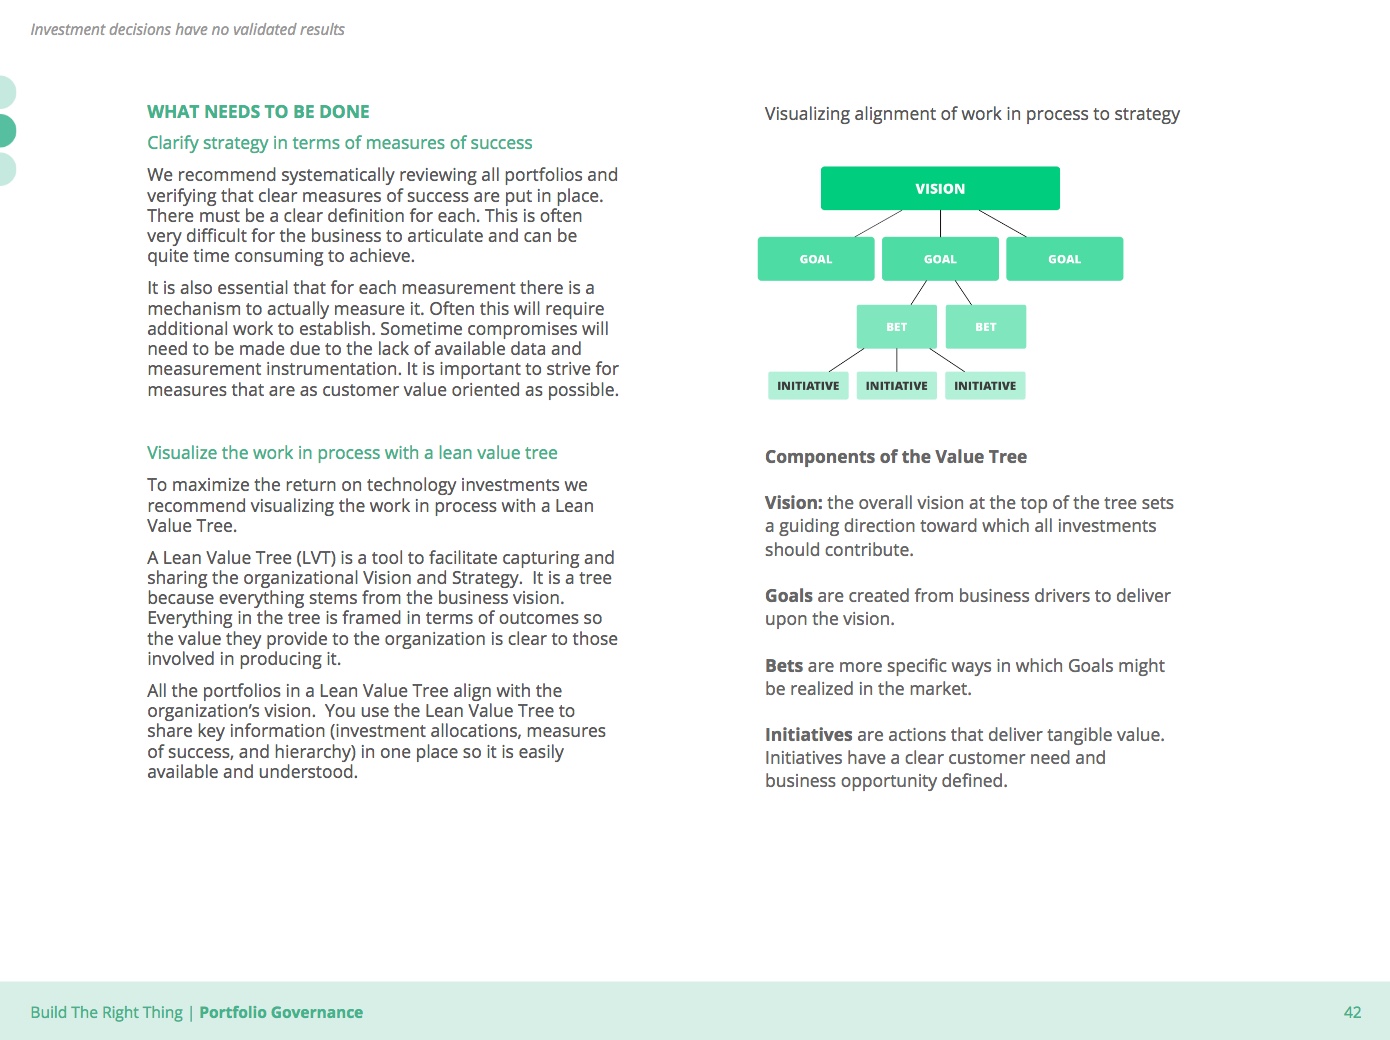 Investment decisions have no validated results
WHAT NEEDS TO BE DONE
Clarify strategy in terms of measures of success
We recommend systematically reviewing all portfolios and
verifying that clear measures of success are put in place.
There must be a clear definition for each. This is often
very difficult for the business to articulate and can be
quite time consuming to achieve.
It is also essential that for each measurement there is a
mechanism to actually measure it. Often this will require
additional work to establish. Sometime compromises will
need to be made due to the lack of available data and
measurement instrumentation. It is important to strive for
measures that are as customer value oriented as possible.
Visualize the work in process with a lean value tree
To maximize the return on technology investments we
recommend visualizing the work in process with a Lean
Value Tree.
A Lean Value Tree (LVT) is a tool to facilitate capturing and
sharing the organizational Vision and Strategy.  It is a tree
because everything stems from the business vision.
Everything in the tree is framed in terms of outcomes so
the value they provide to the organization is clear to those
involved in producing it.
All the portfolios in a Lean Value Tree align with the
organization’s vision.  You use the Lean Value Tree to
share key information (investment allocations, measures
of success, and hierarchy) in one place so it is easily
available and understood.
Visualizing alignment of work in process to strategy
VISION
GOAL GOAL GOAL
BET BET
INITIATIVE INITIATIVE INITIATIVE
Components of the Value Tree
Vision: the overall vision at the top of the tree sets
a guiding direction toward which all investments
should contribute.
Goals are created from business drivers to deliver
upon the vision.
Bets are more specific ways in which Goals might
be realized in the market.
Initiatives are actions that deliver tangible value.
Initiatives have a clear customer need and
business opportunity defined.
Build The Right Thing | Portfolio Governance
42